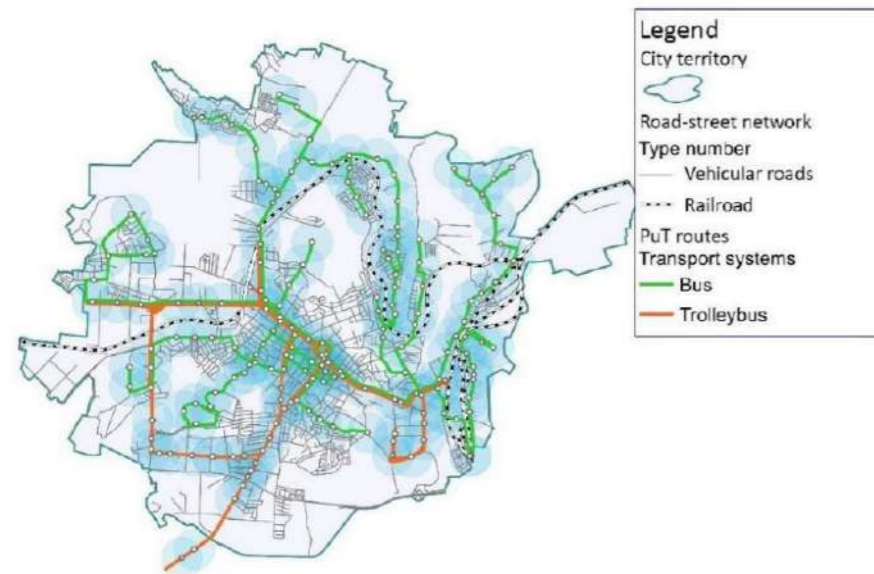 Legend
City territory
Road-street network
Type number
Vehicular roads
Railroad
PuT routes
Transport systems
Bus
Trolleybus